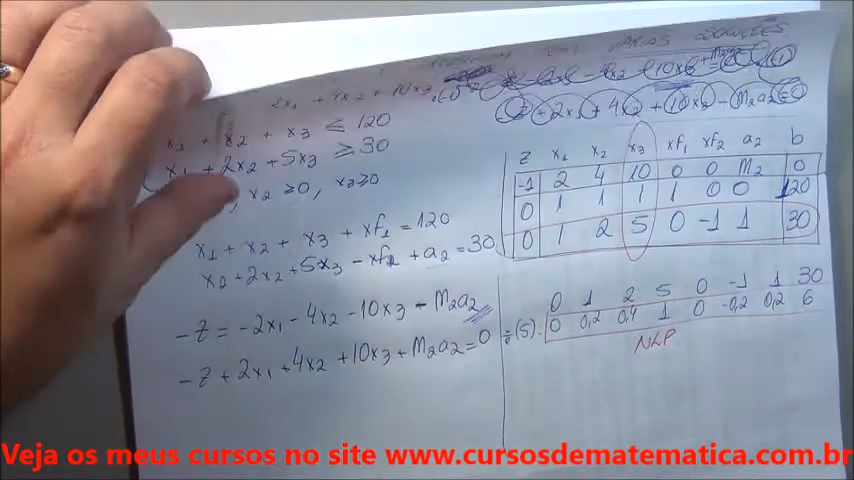 VÁRIAS SOLUÇÕES.
2x1 + 4x2 + 10x3
x1 + x2 + x3 ≤ 120
x1 + 2x2 + 5x3 ≥ 30
x2 ≥ 0, x3 ≥ 0
x1 + x2 + x3 + xf1 = 120
x2 + 2x2 + 5x3 - xf2 + a2 = 30
-Z = -2x1 - 4x2 - 10x3 - M2a2
-Z + 2x1 + 4x2 + 10x3 + M2a2 = 0
-Z + 2x1 + 4x2 + 10x3 - M2a2 = 0
Z x1 x2 x3 xf1 xf2 a2 b
-1 2 4 10 0 0 M2 0
0 1 1 1 1 0 0 120
0 1 2 5 0 -1 1 30
0 1 2 5 0 -1 1 30
÷(5): 0 0,2 0,4 1 0 -0,2 0,2 6
NLP.
Veja os meus cursos no site www.cursosdematematica.com.br